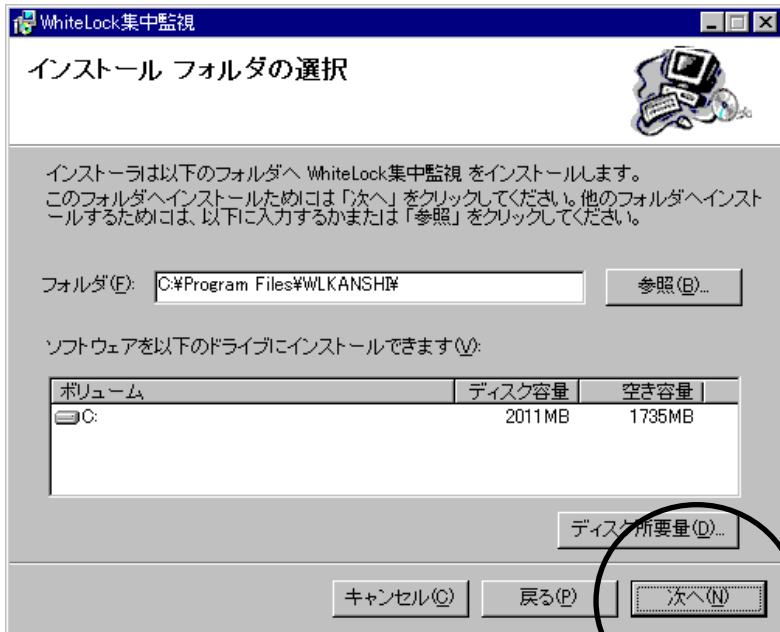 WhiteLock集中監視
インストール フォルダの選択
インストーラは以下のフォルダへ WhiteLock集中監視 をインストールします。
このフォルダへインストールためには「次へ」をクリックしてください。他のフォルダへインスト
ールするためには、以下に入力するかまたは「参照」をクリックしてください。
フォルダ(F): C:¥Program Files¥WLKANSHI¥ 参照(B)...
ソフトウェアを以下のドライブにインストールできます(V):
ボリューム ディスク容量 空き容量
C: 2011MB 1735MB
ディスク所要量(D)...
キャンセル(C) 戻る(P) 次へ(N)